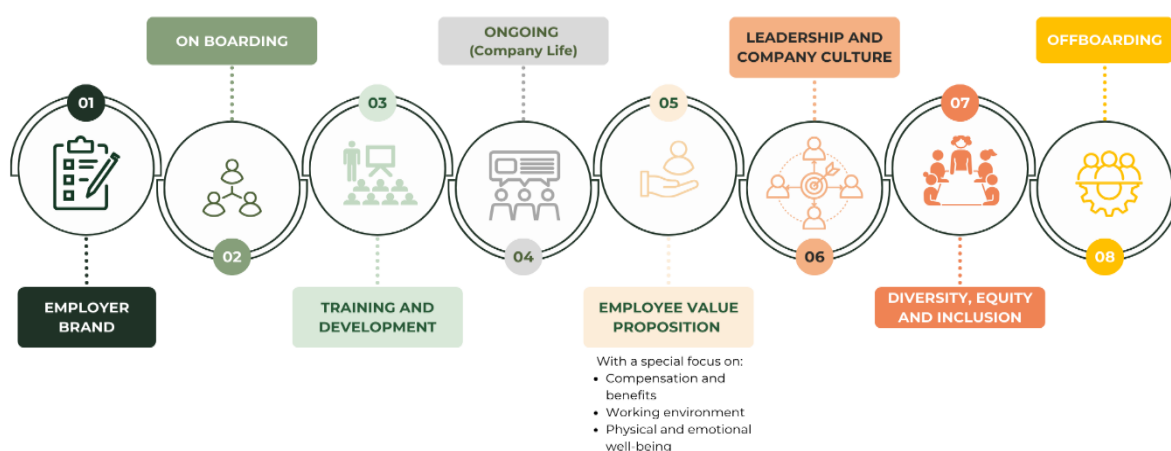 01
EMPLOYER
BRAND
ON BOARDING
02
03
TRAINING AND
DEVELOPMENT
ONGOING
(Company Life)
04
05
EMPLOYEE VALUE
PROPOSITION
With a special focus on:
• Compensation and
benefits
• Working environment
• Physical and emotional
well-being
LEADERSHIP AND
COMPANY CULTURE
06
07
DIVERSITY, EQUITY
AND INCLUSION
OFFBOARDING
08